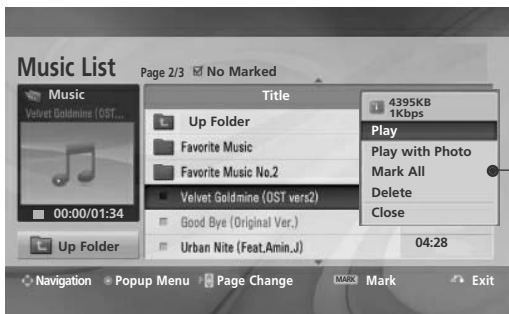 Music List
Page 2/3 No Marked
Music
Velvet Goldmine (OST...
00:00/01:34
Up Folder
Title
Up Folder
Favorite Music
Favorite Music No.2
Velvet Goldmine (OST vers2)
Good Bye (Original Ver.)
Urban Nite (Feat.Amin.J)
04:28
4395KB
1Kbps
Play
Play with Photo
Mark All
Delete
Close
Navigation Popup Menu Page Change MARK Mark Exit